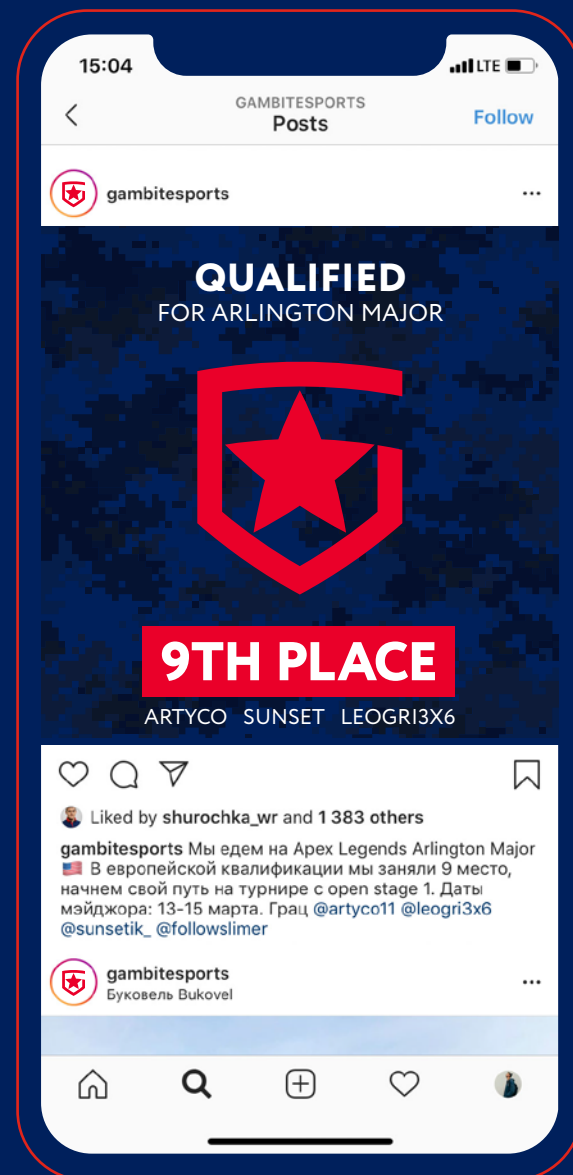 15:04
LTE
GAMBITESPORTS
Posts
Follow
gambitesports
QUALIFIED
FOR ARLINGTON MAJOR
9TH PLACE
ARTYCO SUNSET LEOGRI3X6
Liked by shurochka_wr and 1 383 others
gambitesports Мы едем на Apex Legends Arlington Major
🇺🇸 В европейской квалификации мы заняли 9 место,
начнем свой путь на турнире с open stage 1. Даты
мэйджора: 13-15 марта. Грац @artyco11 @leogri3x6
@sunsetik_ @followslimer
gambitesports
Буковель Bukovel